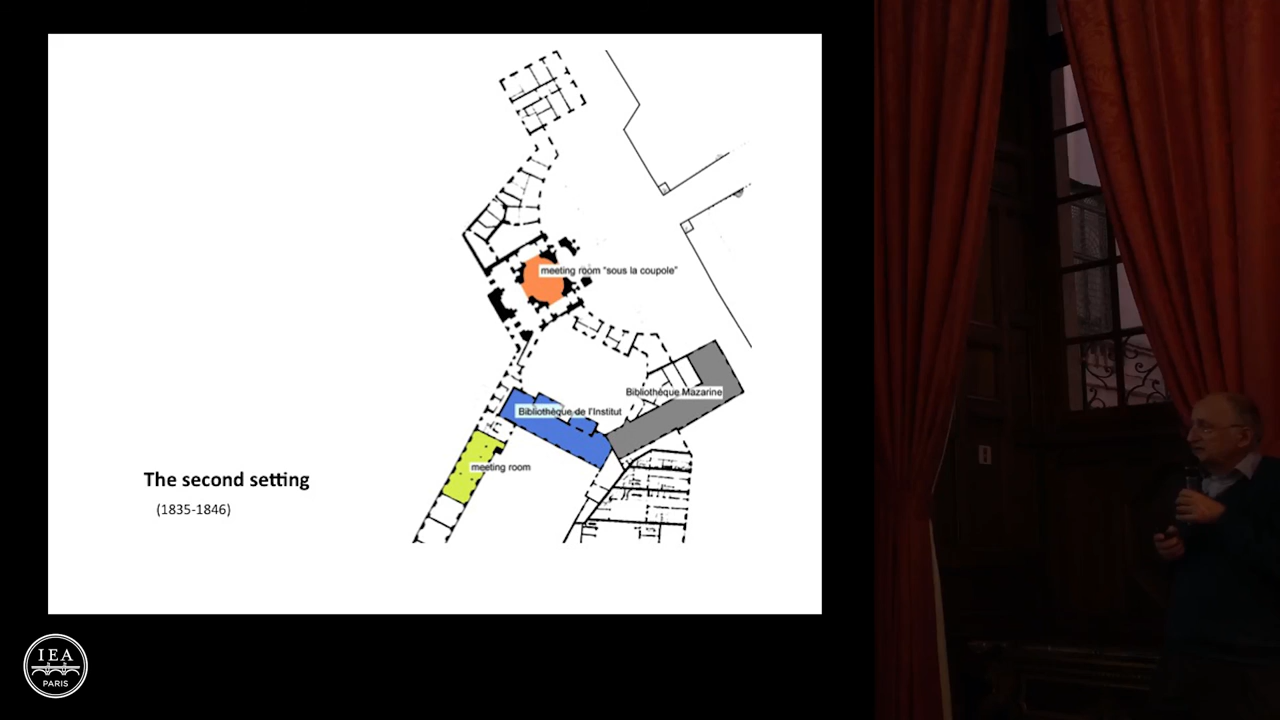 meeting room "sous la coupole"
Bibliothèque Mazarine
Bibliothèque de l'Institut
meeting room
The second setting
(1835-1846)
IEA
PARIS